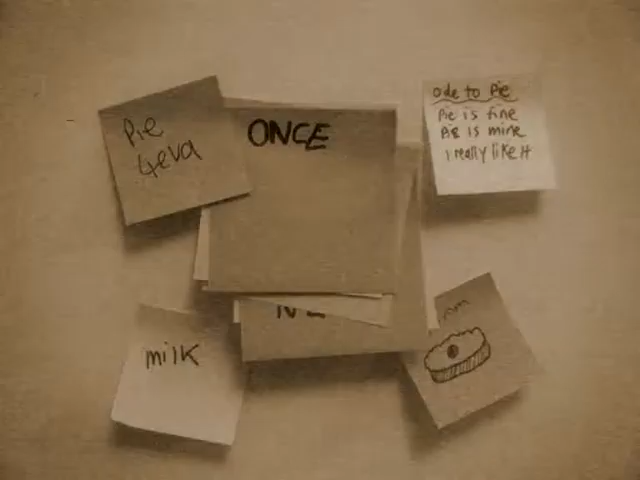 Pie
4eva
ONCE
Ode to Pie
Pie is fine
Pie is mine
I really like it
milk